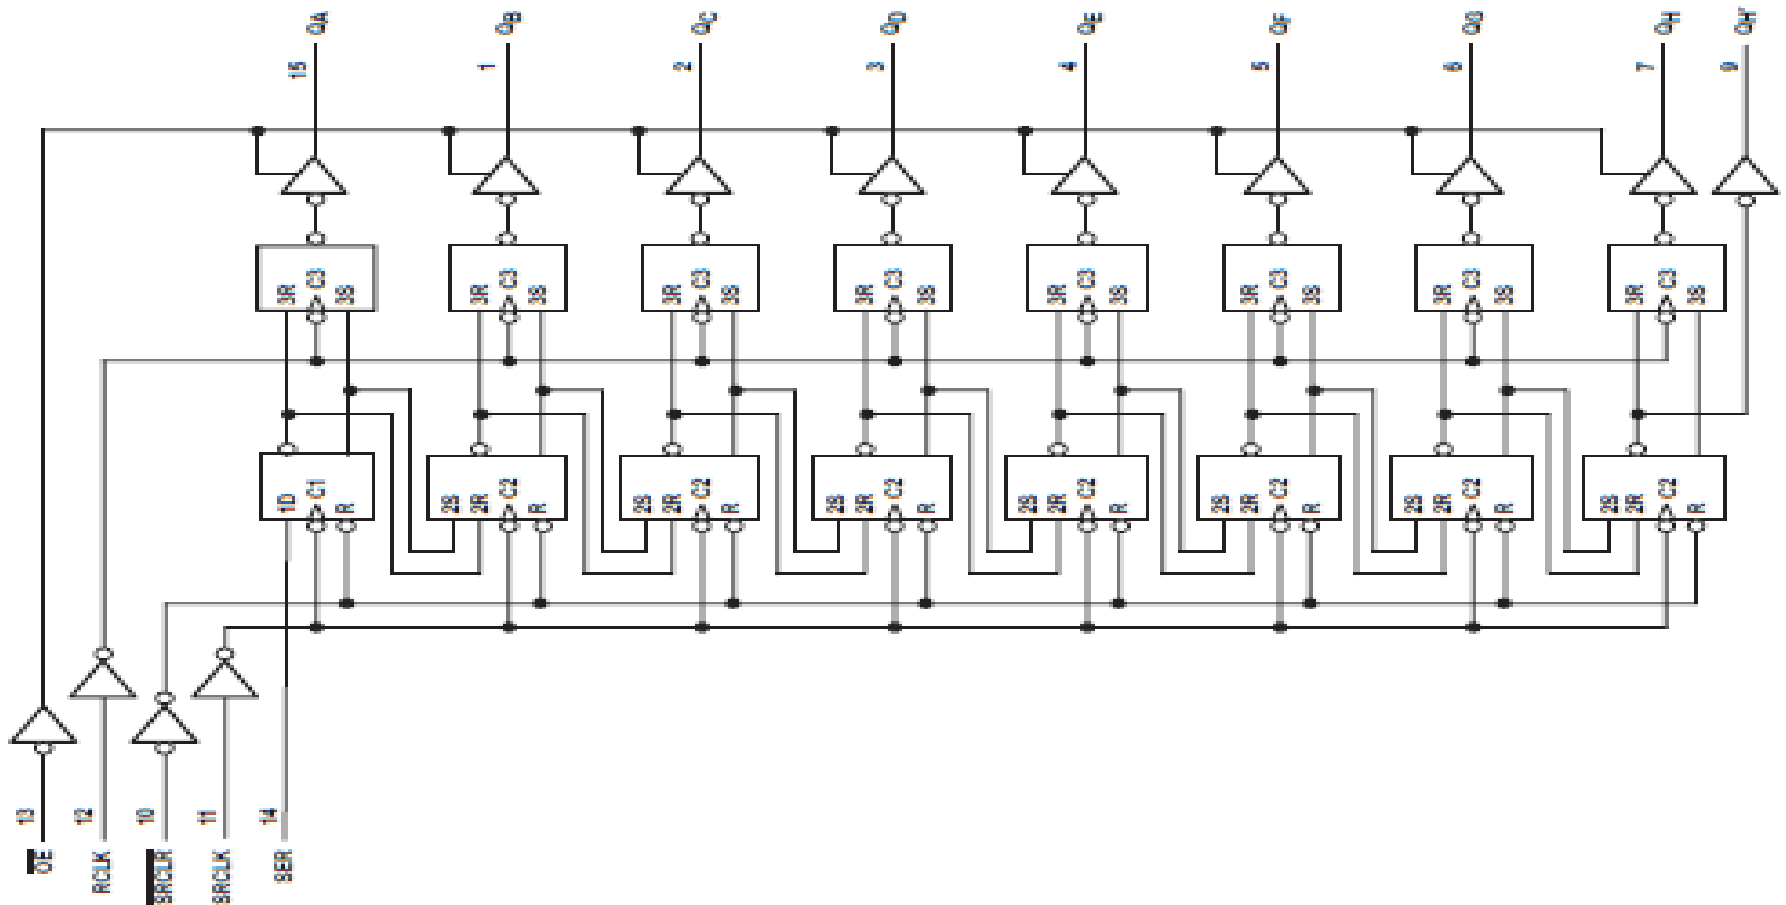 QA
QB
QC
QD
QE
QF
QG
QH
QH'
15
1
2
3
4
5
6
7
9
3R C3 3S
3R C3 3S
3R C3 3S
3R C3 3S
3R C3 3S
3R C3 3S
3R C3 3S
3R C3 3S
1D C1 R
2S 2R C2 R
2S 2R C2 R
2S 2R C2 R
2S 2R C2 R
2S 2R C2 R
2S 2R C2 R
2S 2R C2 R
13
12
10
11
14
OE
RCLK
SRCLR
SRCLK
SER